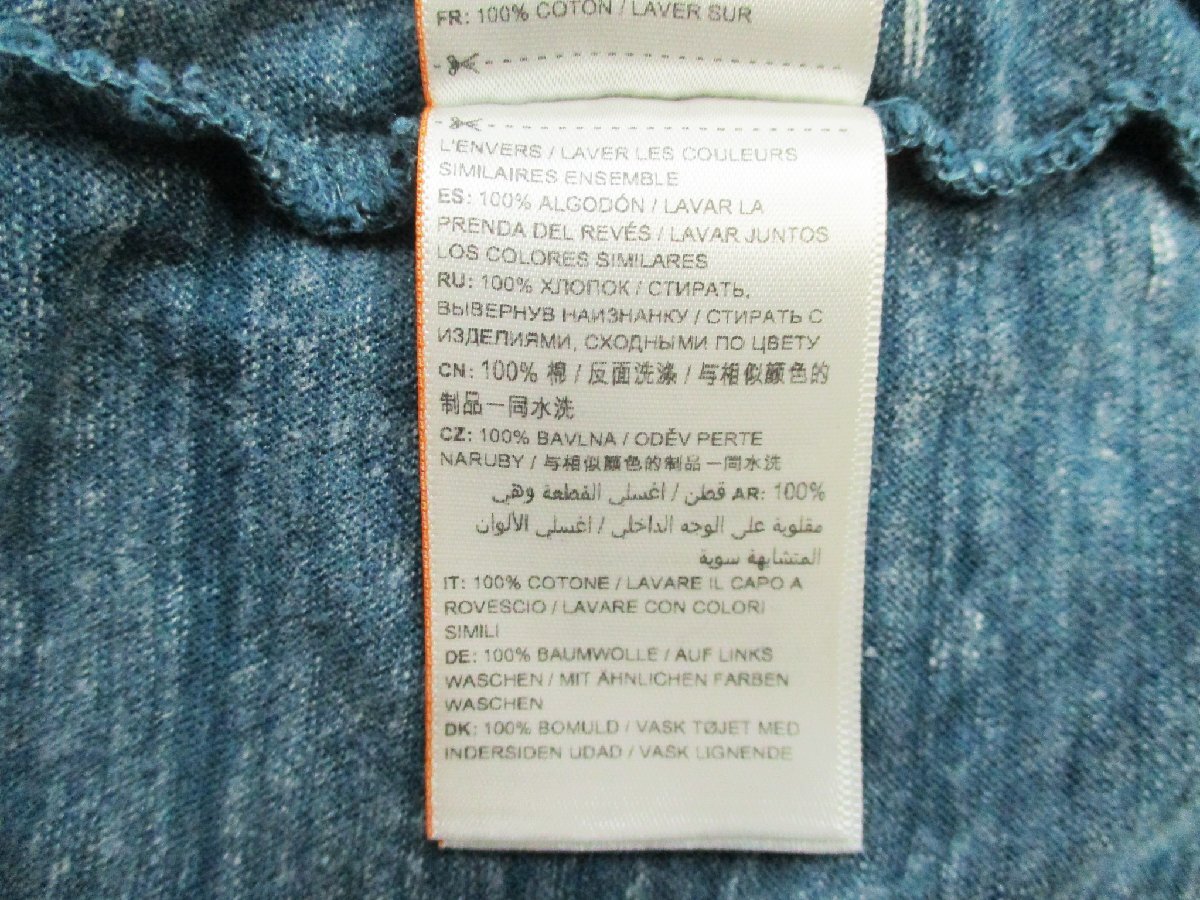 FR: 100% COTON / LAVER SUR
L'ENVERS / LAVER LES COULEURS
SIMILAIRES ENSEMBLE
ES: 100% ALGODÓN / LAVAR LA
PRENDA DEL REVÉS / LAVAR JUNTOS
LOS COLORES SIMILARES
RU: 100% ХЛОПОК / СТИРАТЬ,
ВЫВЕРНУВ НАИЗНАНКУ / СТИРАТЬ С
ИЗДЕЛИЯМИ, СХОДНЫМИ ПО ЦВЕТУ
CN: 100% 棉 / 反面洗涤 / 与相似颜色的
制品一同水洗
CZ: 100% BAVLNA / ODĚV PERTE
NARUBY / 与相似颜色的制品一同水洗
AR: 100% قطن / اغسلي القطعة وهي
مقلوبة على الوجه الداخلي / اغسلي الألوان
المتشابهة سوية
IT: 100% COTONE / LAVARE IL CAPO A
ROVESCIO / LAVARE CON COLORI
SIMILI
DE: 100% BAUMWOLLE / AUF LINKS
WASCHEN / MIT ÄHNLICHEN FARBEN
WASCHEN
DK: 100% BOMULD / VASK TØJET MED
INDERSIDEN UDAD / VASK LIGNENDE